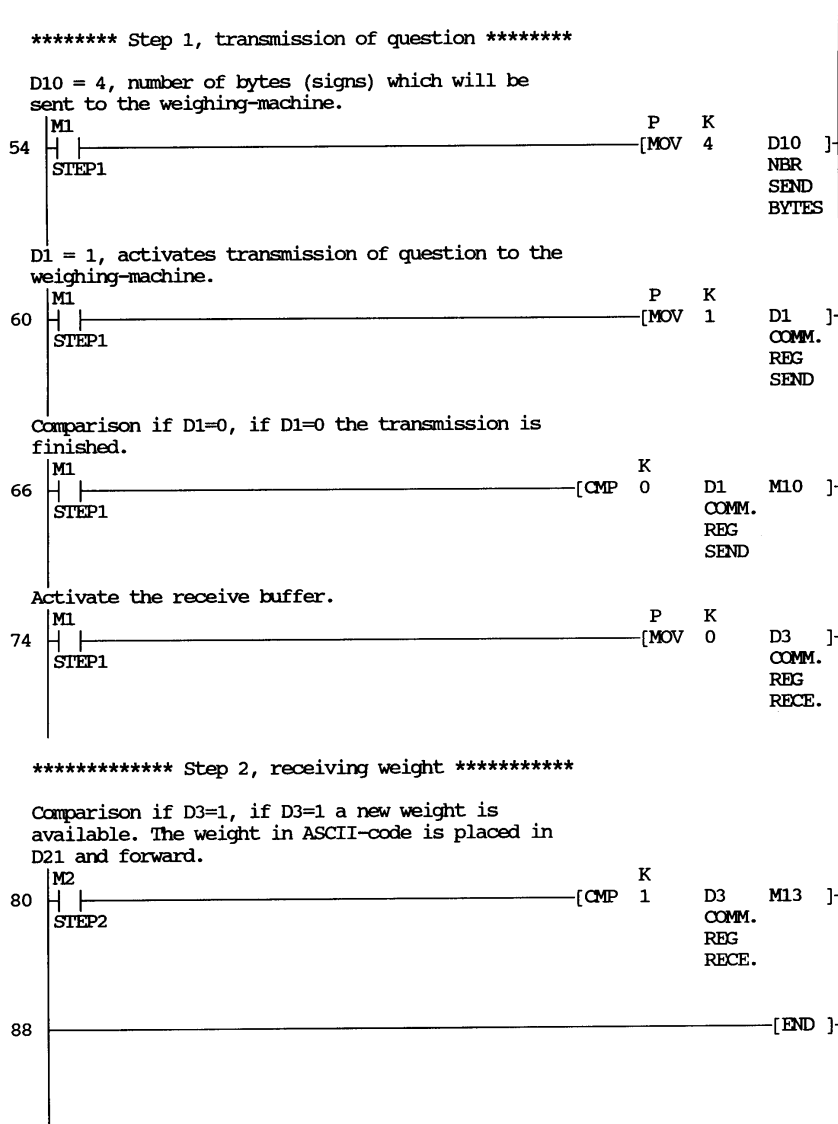 ******** Step 1, transmission of question ********
D10 = 4, number of bytes (signs) which will be
sent to the weighing-machine.
M1 P K
54 [MOV 4 D10 ]
STEP1 NBR
SEND
BYTES
D1 = 1, activates transmission of question to the
weighing-machine.
M1 P K
60 [MOV 1 D1 ]
STEP1 COMM.
REG
SEND
Comparison if D1=0, if D1=0 the transmission is
finished.
M1 K
66 [CMP 0 D1 M10 ]
STEP1 COMM.
REG
SEND
Activate the receive buffer.
M1 P K
74 [MOV 0 D3 ]
STEP1 COMM.
REG
RECE.
************* Step 2, receiving weight ***********
Comparison if D3=1, if D3=1 a new weight is
available. The weight in ASCII-code is placed in
D21 and forward.
M2 K
80 [CMP 1 D3 M13 ]
STEP2 COMM.
REG
RECE.
88 [END ]